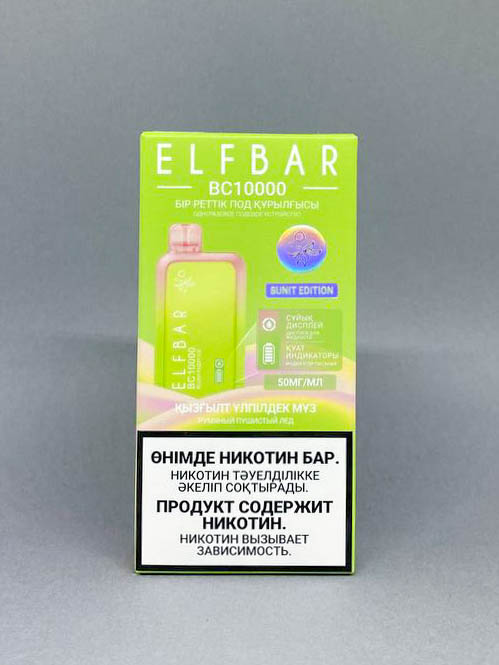 ELFBAR
BC10000
БІР РЕТТІК ПОД ҚҰРЫЛҒЫСЫ
ОДНОРАЗОВОЕ ПОДОВОЕ УСТРОЙСТВО
SUNIT EDITION
СҰЙЫҚ
ДИСПЛЕЙ
ҚУАТ
ИНДИКАТОРЫ
50МГ/МЛ
ELFBAR
BC10000
ҚЫЗҒЫЛТ ҮЛПІЛДЕК МҰЗ
РУМЯНЫЙ ПУШИСТЫЙ ЛЕД
ӨНІМДЕ НИКОТИН БАР.
НИКОТИН ТӘУЕЛДІЛІККЕ
ӘКЕЛІП СОҚТЫРАДЫ.
ПРОДУКТ СОДЕРЖИТ
НИКОТИН.
НИКОТИН ВЫЗЫВАЕТ
ЗАВИСИМОСТЬ.